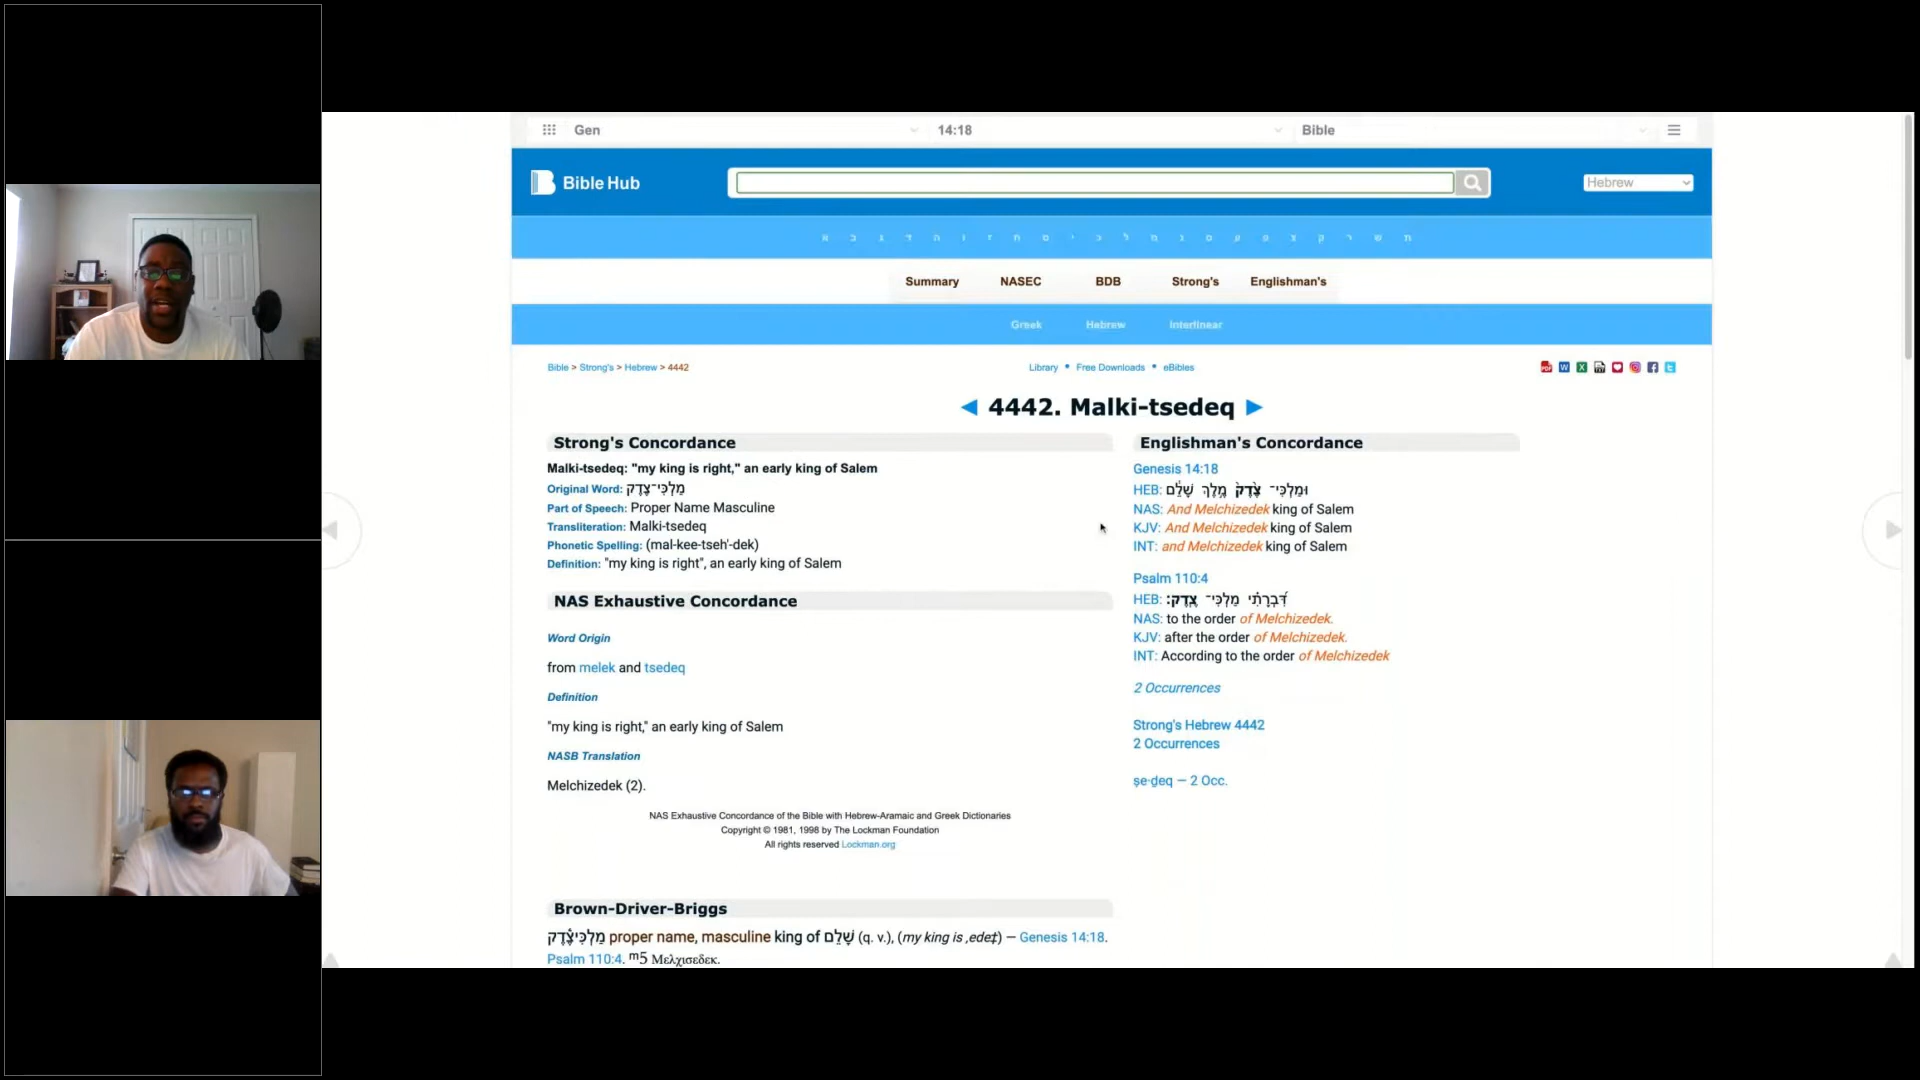 Gen 14:18 Bible
Bible Hub Hebrew
א ב ג ד ה ו ז ח ט י כ ל מ נ ס ע פ צ ק ר ש ת
Summary NASEC BDB Strong's Englishman's
Greek Hebrew Interlinear
Bible > Strong's > Hebrew > 4442
Library • Free Downloads • eBibles
◄ 4442. Malki-tsedeq ►
Strong's Concordance
Malki-tsedeq: "my king is right," an early king of Salem
Original Word: מַלְכִּי־צֶדֶק
Part of Speech: Proper Name Masculine
Transliteration: Malki-tsedeq
Phonetic Spelling: (mal-kee-tseh'-dek)
Definition: "my king is right", an early king of Salem
NAS Exhaustive Concordance
Word Origin
from melek and tsedeq
Definition
"my king is right," an early king of Salem
NASB Translation
Melchizedek (2).
NAS Exhaustive Concordance of the Bible with Hebrew-Aramaic and Greek Dictionaries
Copyright © 1981, 1998 by The Lockman Foundation
All rights reserved Lockman.org
Brown-Driver-Briggs
מַלְכִּיצֶ֫דֶק proper name, masculine king of שָׁלֵם (q. v.), (my king is ‚ede‡) — Genesis 14:18.
Psalm 110:4. ᵐ5 Μελχισεδεκ.
Englishman's Concordance
Genesis 14:18
HEB: וּמַלְכִּי־ צֶ֙דֶק֙ מֶ֣לֶךְ שָׁלֵ֔ם
NAS: And Melchizedek king of Salem
KJV: And Melchizedek king of Salem
INT: and Melchizedek king of Salem
Psalm 110:4
HEB: דִּ֝בְרָתִ֗י מַלְכִּי־ צֶֽדֶק׃
NAS: to the order of Melchizedek.
KJV: after the order of Melchizedek.
INT: According to the order of Melchizedek
2 Occurrences
Strong's Hebrew 4442
2 Occurrences
ṣe·ḏeq — 2 Occ.